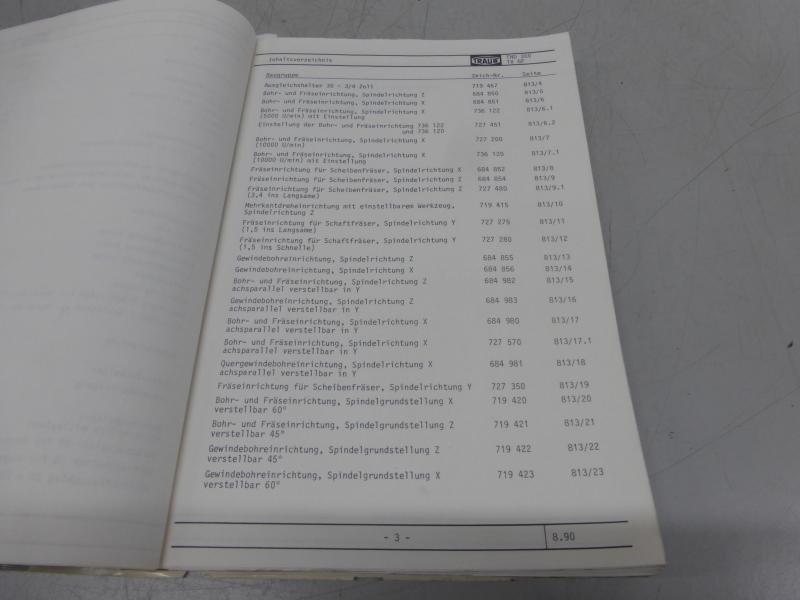 Inhaltsverzeichnis TRAUB TND 360
TX 8F
Baugruppe Zeich-Nr. Seite
Ausgleichshalter 30 - 3/4 Zoll 719 467 813/4
Bohr- und Fräseinrichtung, Spindelrichtung Z 684 850 813/5
Bohr- und Fräseinrichtung, Spindelrichtung X 684 851 813/6
Bohr- und Fräseinrichtung, Spindelrichtung X 736 122 813/6.1
(5000 U/min) mit Einstellung
Einstellung der Bohr- und Fräseinrichtung 736 122 727 451 813/6.2
und 736 120
Bohr- und Fräseinrichtung, Spindelrichtung X 727 200 813/7
(10000 U/min)
Bohr- und Fräseinrichtung, Spindelrichtung X 736 120 813/7.1
(10000 U/min) mit Einstellung
Fräseinrichtung für Scheibenfräser, Spindelrichtung X 684 852 813/8
Fräseinrichtung für Scheibenfräser, Spindelrichtung Z 684 854 813/9
Fräseinrichtung für Scheibenfräser, Spindelrichtung Z 727 480 813/9.1
(3,4 ins Langsame)
Mehrkantdreheinrichtung mit einstellbarem Werkzeug, 719 415 813/10
Spindelrichtung Z
Fräseinrichtung für Schaftfräser, Spindelrichtung Y 727 275 813/11
(1,5 ins Langsame)
Fräseinrichtung für Schaftfräser, Spindelrichtung Y 727 280 813/12
(1,5 ins Schnelle)
Gewindebohreinrichtung, Spindelrichtung Z 684 855 813/13
Gewindebohreinrichtung, Spindelrichtung X 684 856 813/14
Bohr- und Fräseinrichtung, Spindelrichtung Z 684 982 813/15
achsparallel verstellbar in Y
Gewindebohreinrichtung, Spindelrichtung Z 684 983 813/16
achsparallel verstellbar in Y
Bohr- und Fräseinrichtung, Spindelrichtung X 684 980 813/17
achsparallel verstellbar in Y
Bohr- und Fräseinrichtung, Spindelrichtung X 727 570 813/17.1
achsparallel verstellbar in Y
Quergewindebohreinrichtung, Spindelrichtung X 684 981 813/18
achsparallel verstellbar in Y
Fräseinrichtung für Scheibenfräser, Spindelrichtung Y 727 350 813/19
Bohr- und Fräseinrichtung, Spindelgrundstellung X 719 420 813/20
verstellbar 60°
Bohr- und Fräseinrichtung, Spindelgrundstellung Z 719 421 813/21
verstellbar 45°
Gewindebohreinrichtung, Spindelgrundstellung Z 719 422 813/22
verstellbar 45°
Gewindebohreinrichtung, Spindelgrundstellung X 719 423 813/23
verstellbar 60°
- 3 - 8.90